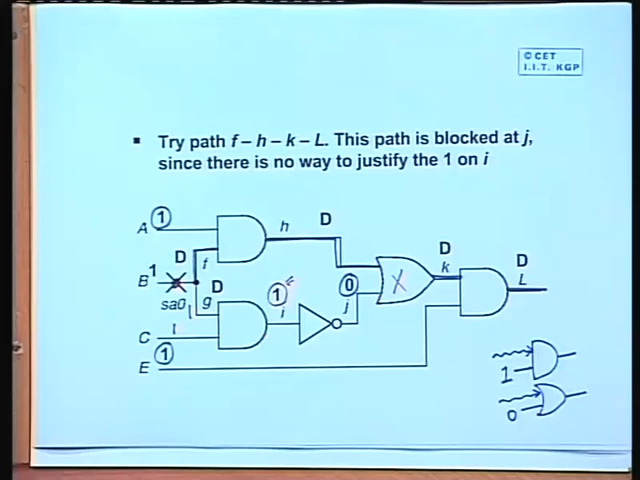 © CET
I.I.T. KGP
▪ Try path f – h – k – L. This path is blocked at j,
since there is no way to justify the 1 on i
A 1
h D
D f
B 1
D
k
D
L
sa0
D
g
1
i
0
j
C 1
1
E
1
0